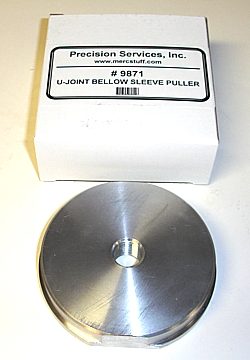 Precision Services, Inc.
www.mercstuff.com
# 9871
U-JOINT BELLOW SLEEVE PULLER